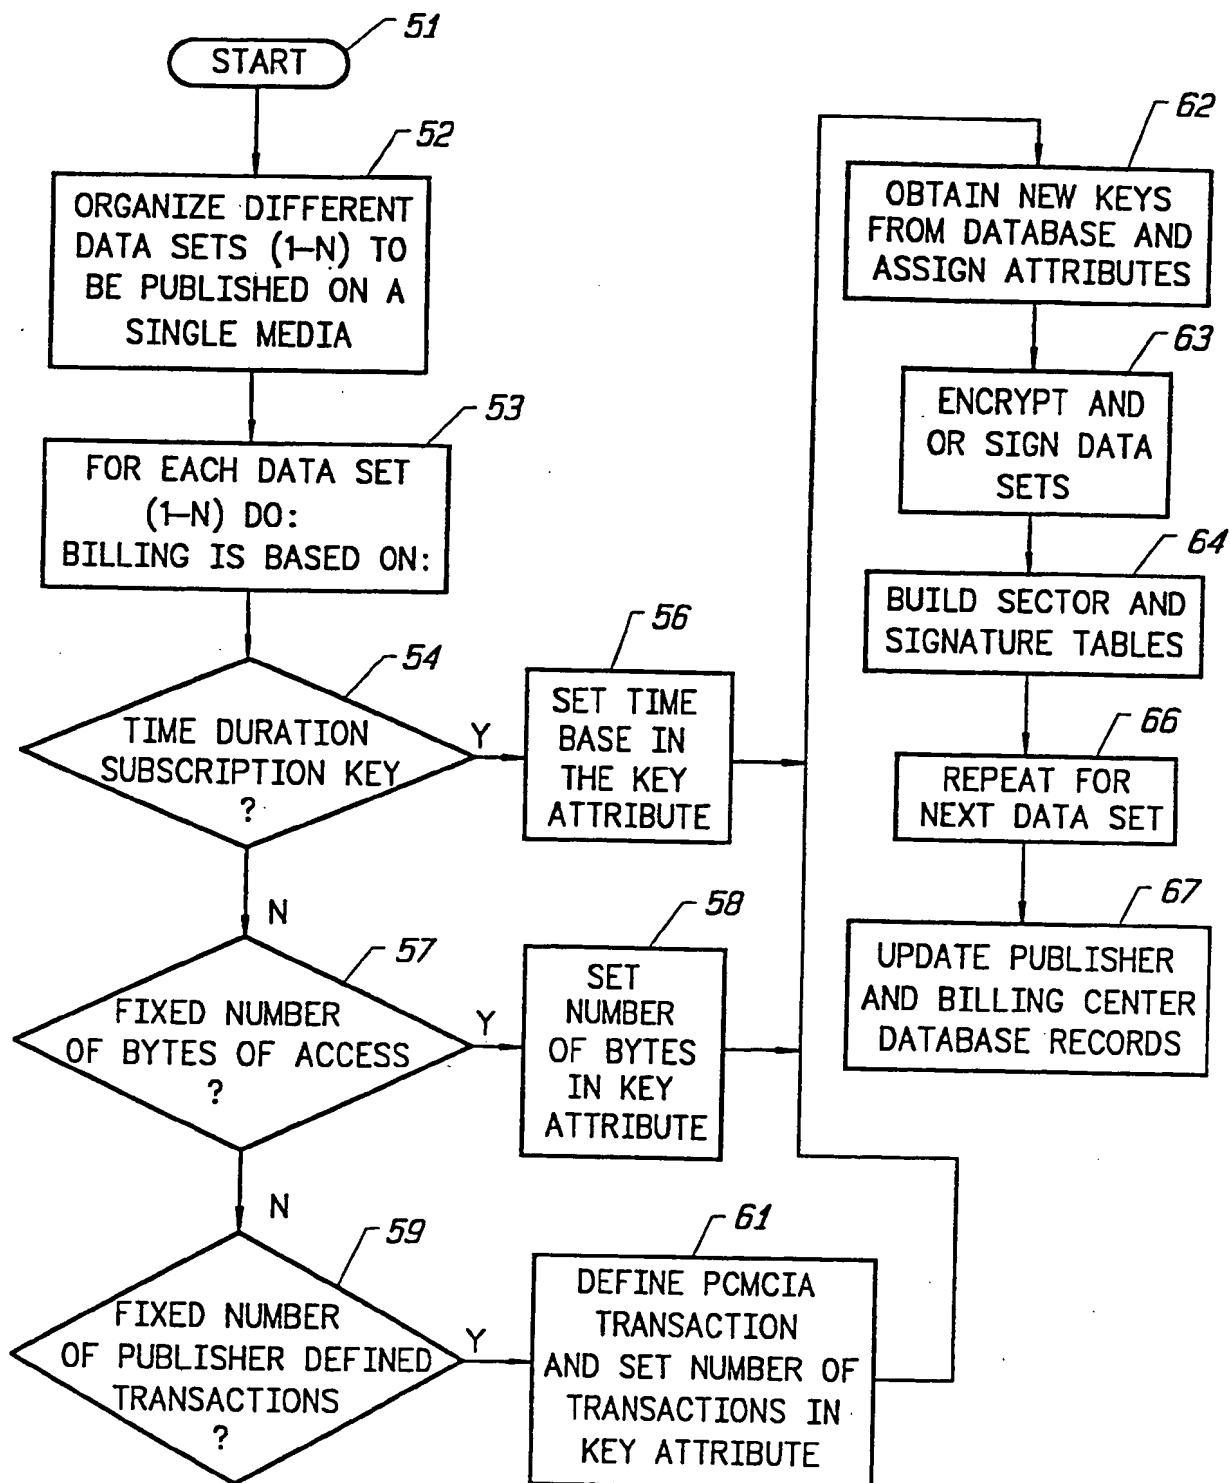 51
START
52
ORGANIZE DIFFERENT
DATA SETS (1-N) TO
BE PUBLISHED ON A
SINGLE MEDIA
53
FOR EACH DATA SET
(1-N) DO:
BILLING IS BASED ON:
54
TIME DURATION
SUBSCRIPTION KEY
?
Y
N
56
SET TIME
BASE IN
THE KEY
ATTRIBUTE
57
FIXED NUMBER
OF BYTES OF ACCESS
?
Y
N
58
SET
NUMBER
OF BYTES
IN KEY
ATTRIBUTE
59
FIXED NUMBER
OF PUBLISHER DEFINED
TRANSACTIONS
?
Y
61
DEFINE PCMCIA
TRANSACTION
AND SET NUMBER OF
TRANSACTIONS IN
KEY ATTRIBUTE
62
OBTAIN NEW KEYS
FROM DATABASE AND
ASSIGN ATTRIBUTES
63
ENCRYPT AND
OR SIGN DATA
SETS
64
BUILD SECTOR AND
SIGNATURE TABLES
66
REPEAT FOR
NEXT DATA SET
67
UPDATE PUBLISHER
AND BILLING CENTER
DATABASE RECORDS